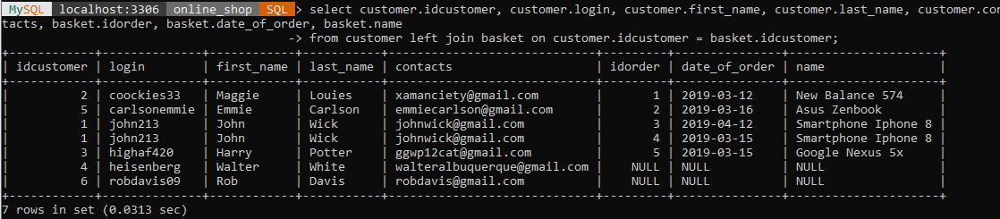 MySQL localhost:3306 online_shop SQL > select customer.idcustomer, customer.login, customer.first_name, customer.last_name, customer.con
tacts, basket.idorder, basket.date_of_order, basket.name
-> from customer left join basket on customer.idcustomer = basket.idcustomer;
+------------+--------------+------------+-----------+-------------------------+---------+---------------+---------------------+
| idcustomer | login | first_name | last_name | contacts | idorder | date_of_order | name |
+------------+--------------+------------+-----------+-------------------------+---------+---------------+---------------------+
| 2 | coockies33 | Maggie | Louies | xamanciety@gmail.com | 1 | 2019-03-12 | New Balance 574 |
| 5 | carlsonemmie | Emmie | Carlson | emmiecarlson@gmail.com | 2 | 2019-03-16 | Asus Zenbook |
| 1 | john213 | John | Wick | johnwick@gmail.com | 3 | 2019-04-12 | Smartphone Iphone 8 |
| 1 | john213 | John | Wick | johnwick@gmail.com | 4 | 2019-03-15 | Smartphone Iphone 8 |
| 3 | highaf420 | Harry | Potter | ggwp12cat@gmail.com | 5 | 2019-03-15 | Google Nexus 5x |
| 4 | heisenberg | Walter | White | walteralbuquerque@gmail.com | NULL | NULL | NULL |
| 6 | robdavis09 | Rob | Davis | robdavis@gmail.com | NULL | NULL | NULL |
+------------+--------------+------------+-----------+-------------------------+---------+---------------+---------------------+
7 rows in set (0.0313 sec)